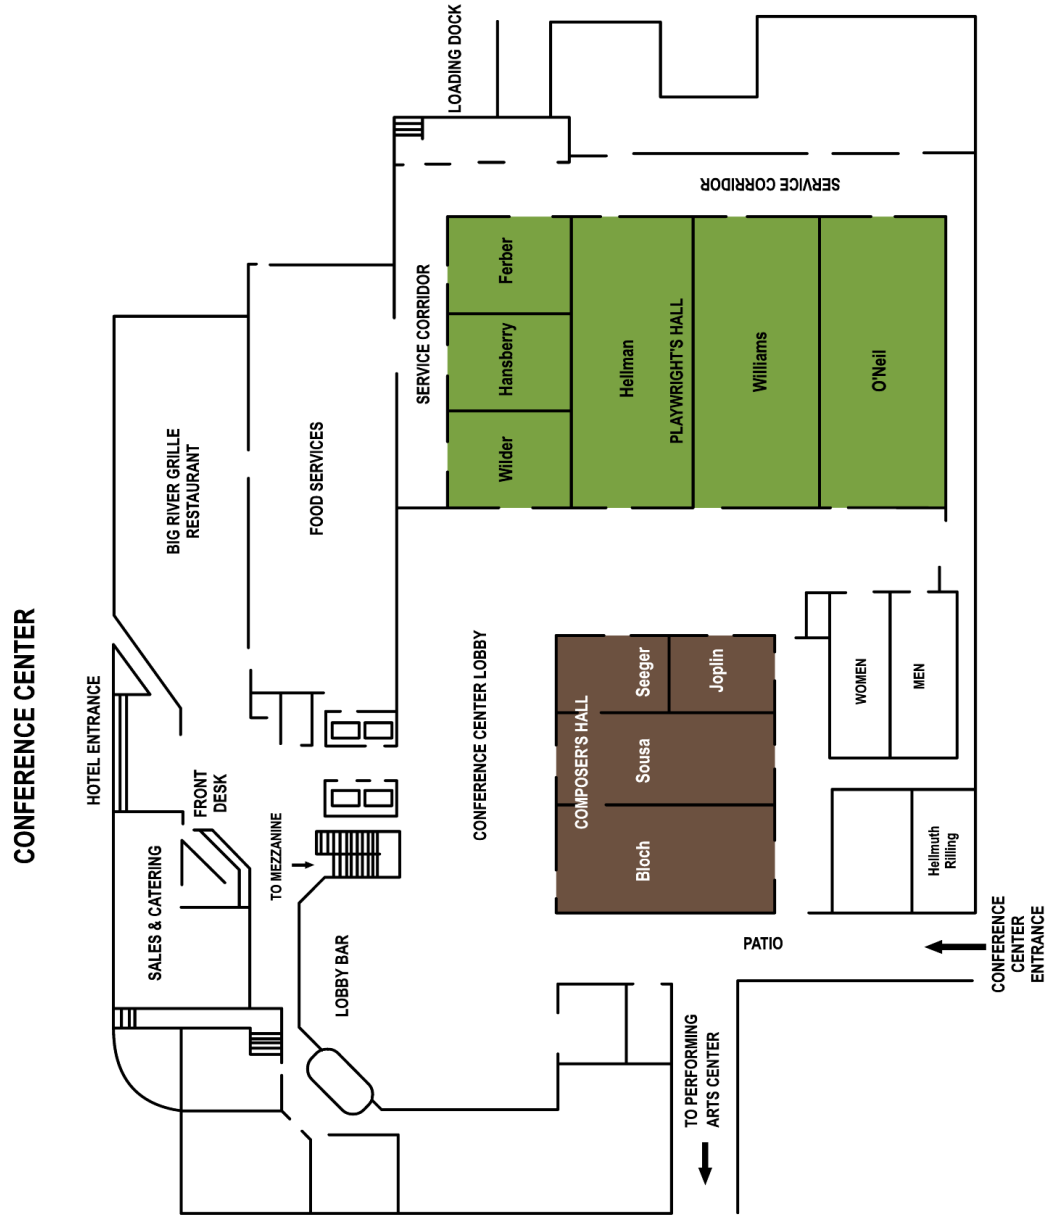 CONFERENCE CENTER
HOTEL ENTRANCE
BIG RIVER GRILLE
RESTAURANT
FOOD SERVICES
FRONT
DESK
SALES & CATERING
TO MEZZANINE
LOBBY BAR
CONFERENCE CENTER LOBBY
LOADING DOCK
SERVICE CORRIDOR
SERVICE CORRIDOR
Wilder
Hansberry
Ferber
Hellman
PLAYWRIGHT'S HALL
Williams
O'Neil
COMPOSER'S HALL
Bloch
Sousa
Seeger
Joplin
WOMEN
MEN
Hellmuth
Rilling
PATIO
TO PERFORMING
ARTS CENTER
CONFERENCE
CENTER
ENTRANCE